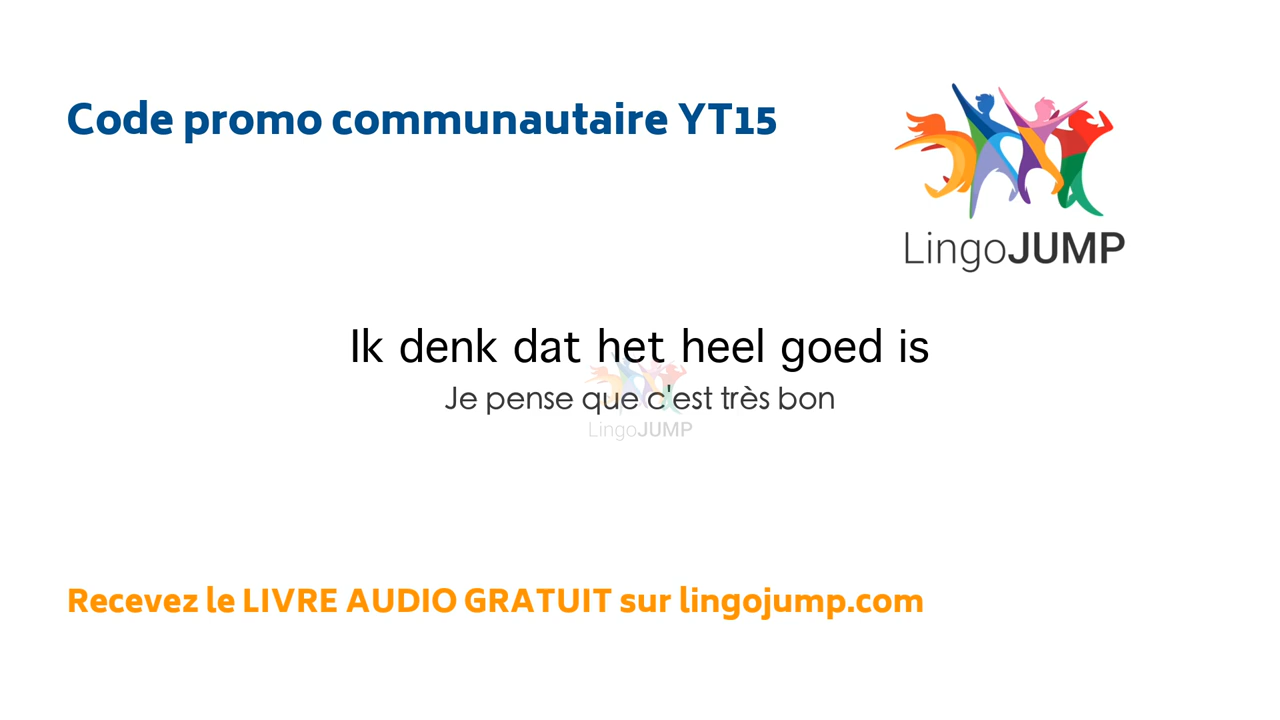 Code promo communautaire YT15
LingoJUMP
Ik denk dat het heel goed is
Je pense que c'est très bon
LingoJUMP
Recevez le LIVRE AUDIO GRATUIT sur lingojump.com